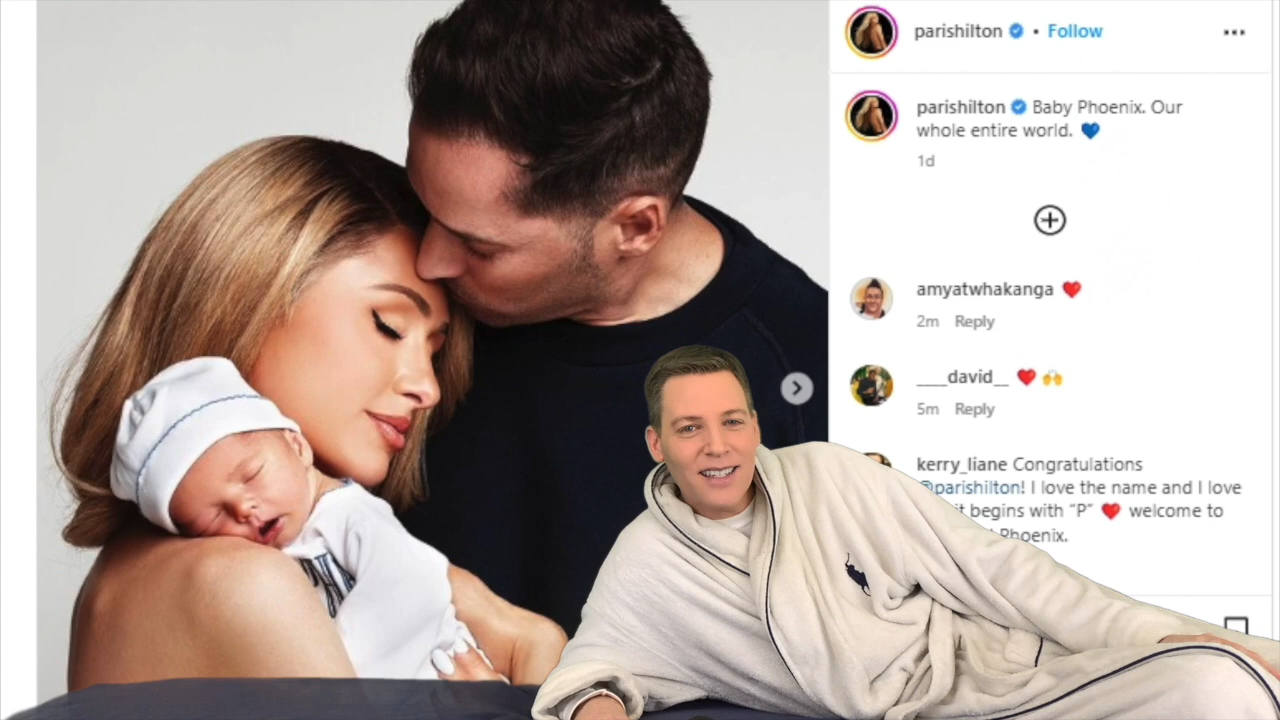 parishilton • Follow
parishilton Baby Phoenix. Our
whole entire world. 💙
1d
amyatwhakanga ❤️
2m Reply
____david__ ❤️ 🙌
5m Reply
kerry_liane Congratulations
@parishilton! I love the name and I love
it begins with “P” ❤️ welcome to
Phoenix.